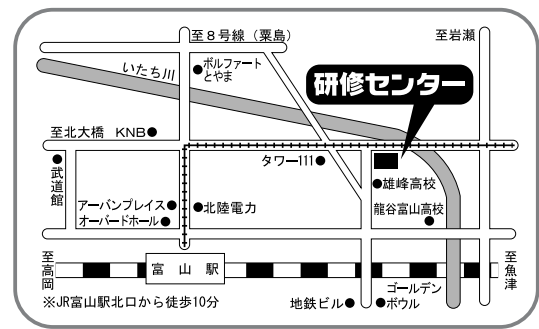 至8号線（粟島）
至岩瀬
いたち川
ボルファート
とやま
研修センター
至北大橋 KNB
タワー111
武道館
雄峰高校
アーバンプレイス
オーバードホール
北陸電力
龍谷富山高校
至高岡
富山駅
至魚津
ゴールデン
ボウル
※JR富山駅北口から徒歩10分
地鉄ビル